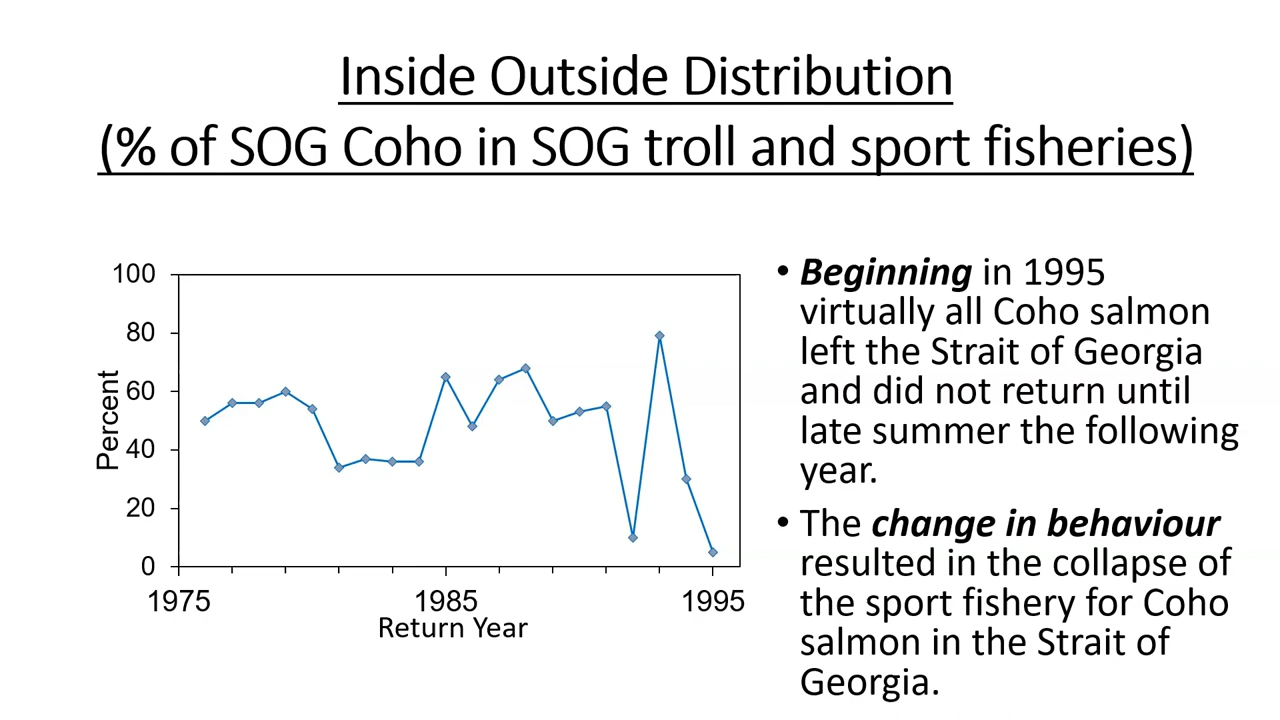 Inside Outside Distribution
(% of SOG Coho in SOG troll and sport fisheries)
100
80
60
40
20
0
Percent
1975
1985
1995
Return Year
• Beginning in 1995
virtually all Coho salmon
left the Strait of Georgia
and did not return until
late summer the following
year.
• The change in behaviour
resulted in the collapse of
the sport fishery for Coho
salmon in the Strait of
Georgia.